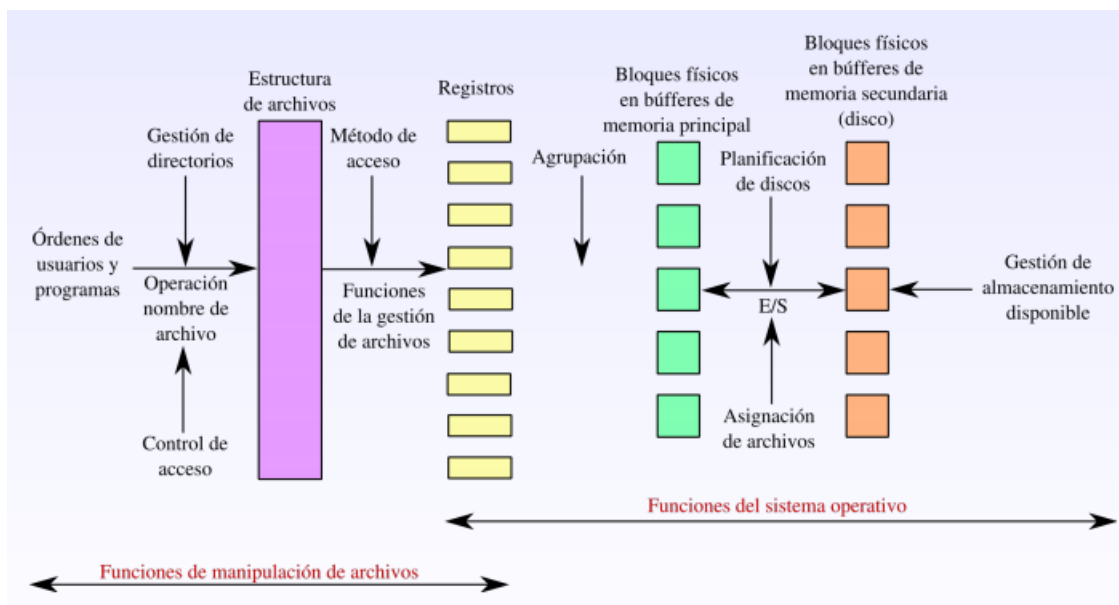 Órdenes de
usuarios y
programas
Gestión de
directorios
Operación
nombre de
archivo
Control de
acceso
Estructura
de archivos
Método de
acceso
Funciones
de la gestión
de archivos
Registros
Agrupación
Bloques físicos
en búfferes de
memoria principal
Planificación
de discos
E/S
Asignación
de archivos
Bloques físicos
en búfferes de
memoria secundaria
(disco)
Gestión de
almacenamiento
disponible
Funciones del sistema operativo
Funciones de manipulación de archivos